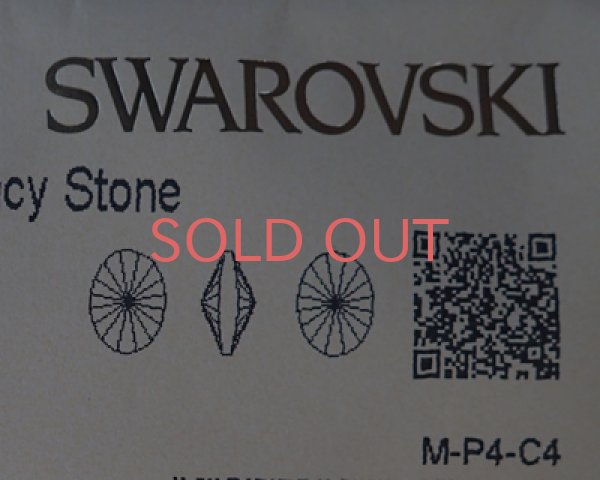 SWAROVSKI
cy Stone
SOLD OUT
M-P4-C4